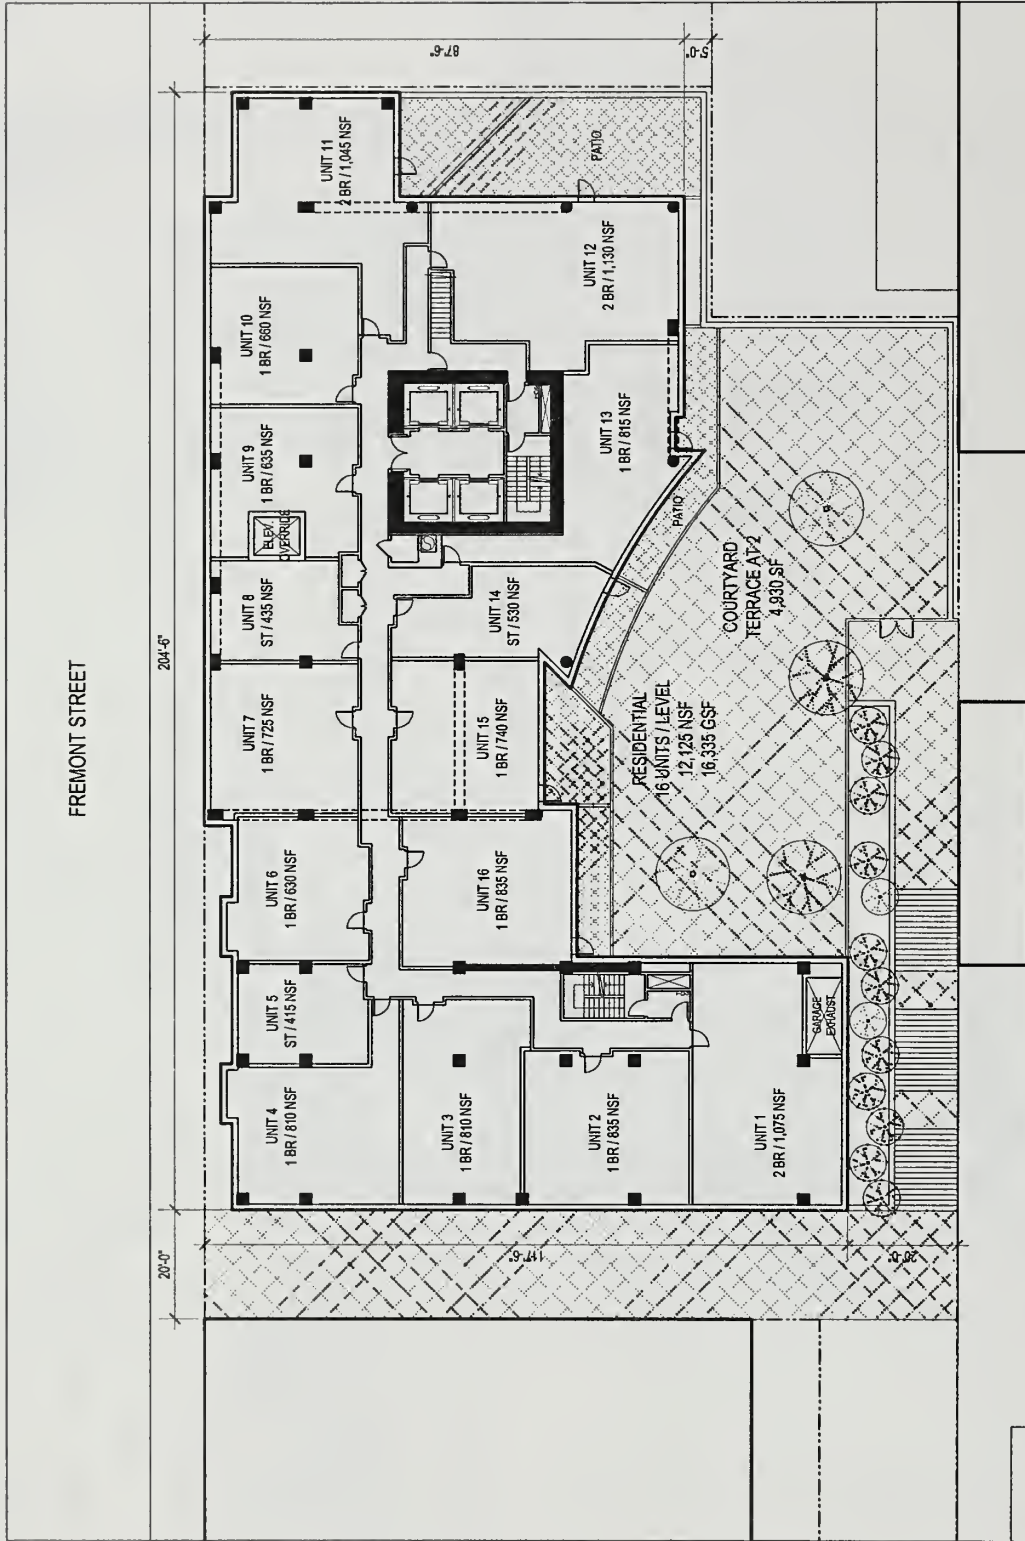 FREMONT STREET
20'-0"
204'-6"
87'-6"
5'-0"
117'-6"
20'-0"
UNIT 4
1 BR / 810 NSF
UNIT 5
ST / 415 NSF
UNIT 6
1 BR / 630 NSF
UNIT 7
1 BR / 725 NSF
UNIT 8
ST / 435 NSF
ELEV.
OVERRIDE
UNIT 9
1 BR / 635 NSF
UNIT 10
1 BR / 660 NSF
UNIT 11
2 BR / 1,045 NSF
UNIT 3
1 BR / 810 NSF
UNIT 16
1 BR / 835 NSF
UNIT 15
1 BR / 740 NSF
UNIT 14
ST / 530 NSF
UNIT 13
1 BR / 815 NSF
UNIT 12
2 BR / 1,130 NSF
PATIO
UNIT 2
1 BR / 835 NSF
PATIO
UNIT 1
2 BR / 1,075 NSF
GARAGE
EXHAUST
RESIDENTIAL
16 UNITS / LEVEL
12,125 NSF
16,335 GSF
COURTYARD
TERRACE AT 2
4,930 SF